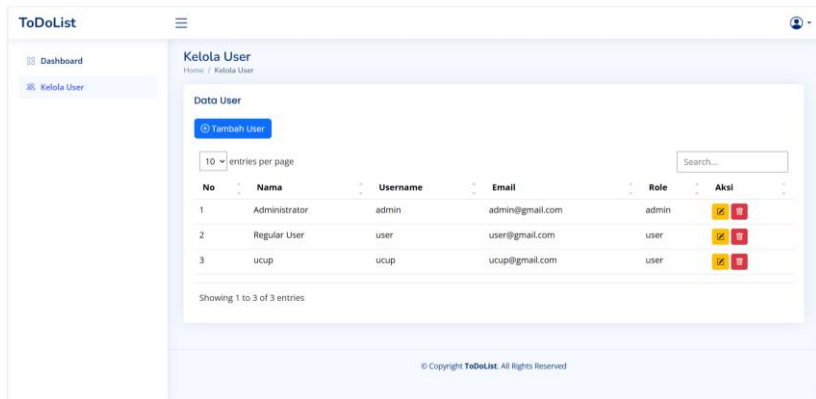 ToDoList
Dashboard
Kelola User
Kelola User
Home / Kelola User
Data User
Tambah User
10 entries per page
Search...
No Nama Username Email Role Aksi
1 Administrator admin admin@gmail.com admin
2 Regular User user user@gmail.com user
3 ucup ucup ucup@gmail.com user
Showing 1 to 3 of 3 entries
© Copyright ToDoList. All Rights Reserved